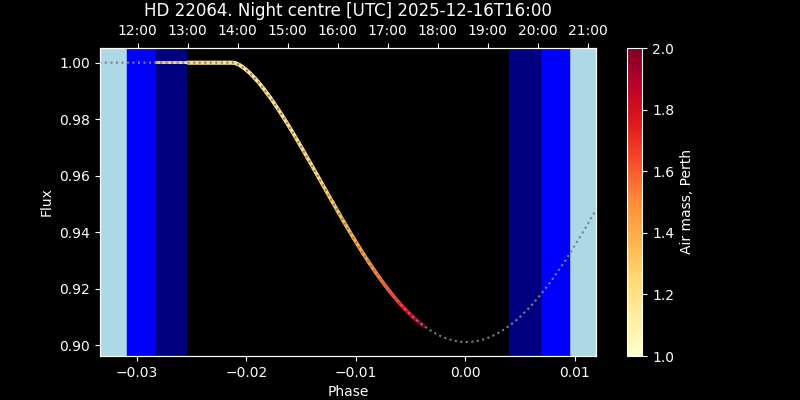 HD 22064. Night centre [UTC] 2025-12-16T16:00
12:00 13:00 14:00 15:00 16:00 17:00 18:00 19:00 20:00 21:00
1.00
0.98
0.96
0.94
0.92
0.90
Flux
−0.03 −0.02 −0.01 0.00 0.01
Phase
2.0
1.8
1.6
1.4
1.2
1.0
Air mass, Perth